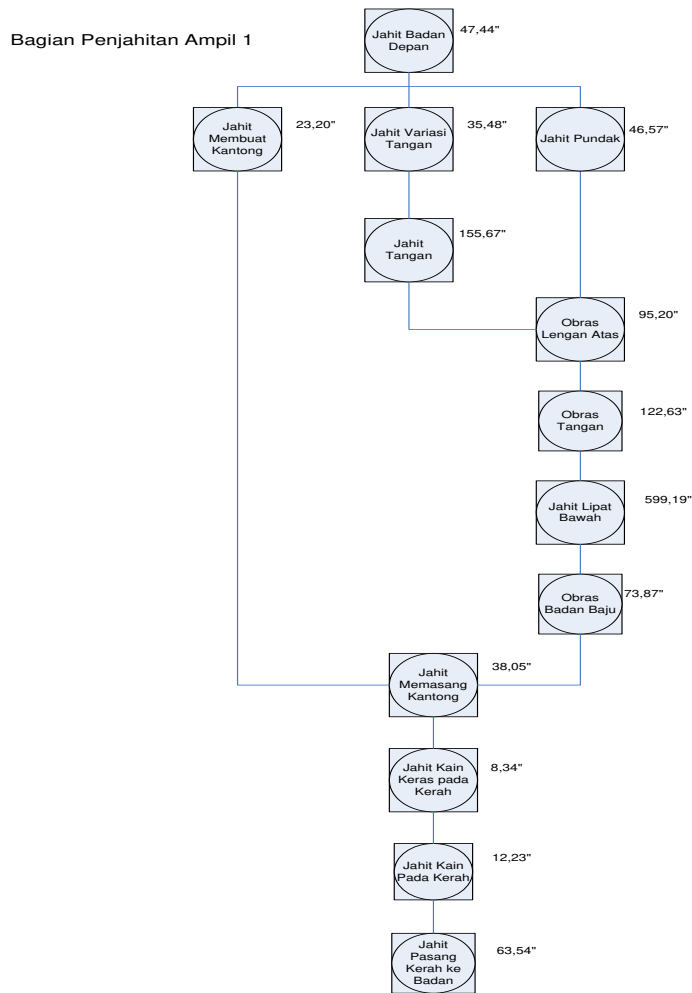 Bagian Penjahitan Ampil 1
Jahit Badan
Depan
47,44"
Jahit
Membuat
Kantong
23,20"
Jahit Variasi
Tangan
35,48"
Jahit Pundak
46,57"
Jahit
Tangan
155,67"
Obras
Lengan Atas
95,20"
Obras
Tangan
122,63"
Jahit Lipat
Bawah
599,19"
Obras
Badan Baju
73,87"
Jahit
Memasang
Kantong
38,05"
Jahit Kain
Keras pada
Kerah
8,34"
Jahit Kain
Pada Kerah
12,23"
Jahit
Pasang
Kerah ke
Badan
63,54"